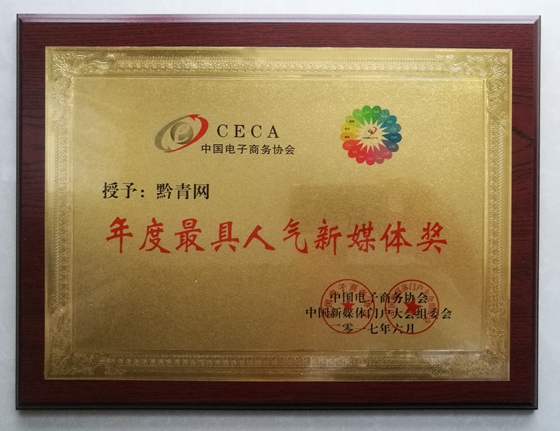 CECA
中国电子商务协会
授予：黔青网
年度最具人气新媒体奖
中国电子商务协会
中国新媒体门户大会组委会
二零一七年六月